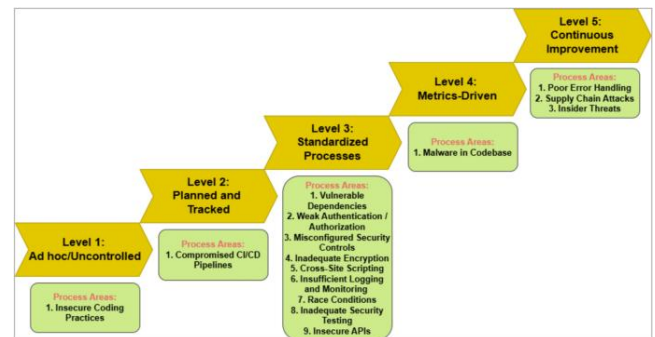 Level 1:
Ad hoc/Uncontrolled
Process Areas:
1. Insecure Coding
Practices
Level 2:
Planned and
Tracked
Process Areas:
1. Compromised CI/CD
Pipelines
Level 3:
Standardized
Processes
Process Areas:
1. Vulnerable
Dependencies
2. Weak Authentication /
Authorization
3. Misconfigured Security
Controls
4. Inadequate Encryption
5. Cross-Site Scripting
6. Insufficient Logging
and Monitoring
7. Race Conditions
8. Inadequate Security
Testing
9. Insecure APIs
Level 4:
Metrics-Driven
Process Areas:
1. Malware in Codebase
Level 5:
Continuous
Improvement
Process Areas:
1. Poor Error Handling
2. Supply Chain Attacks
3. Insider Threats